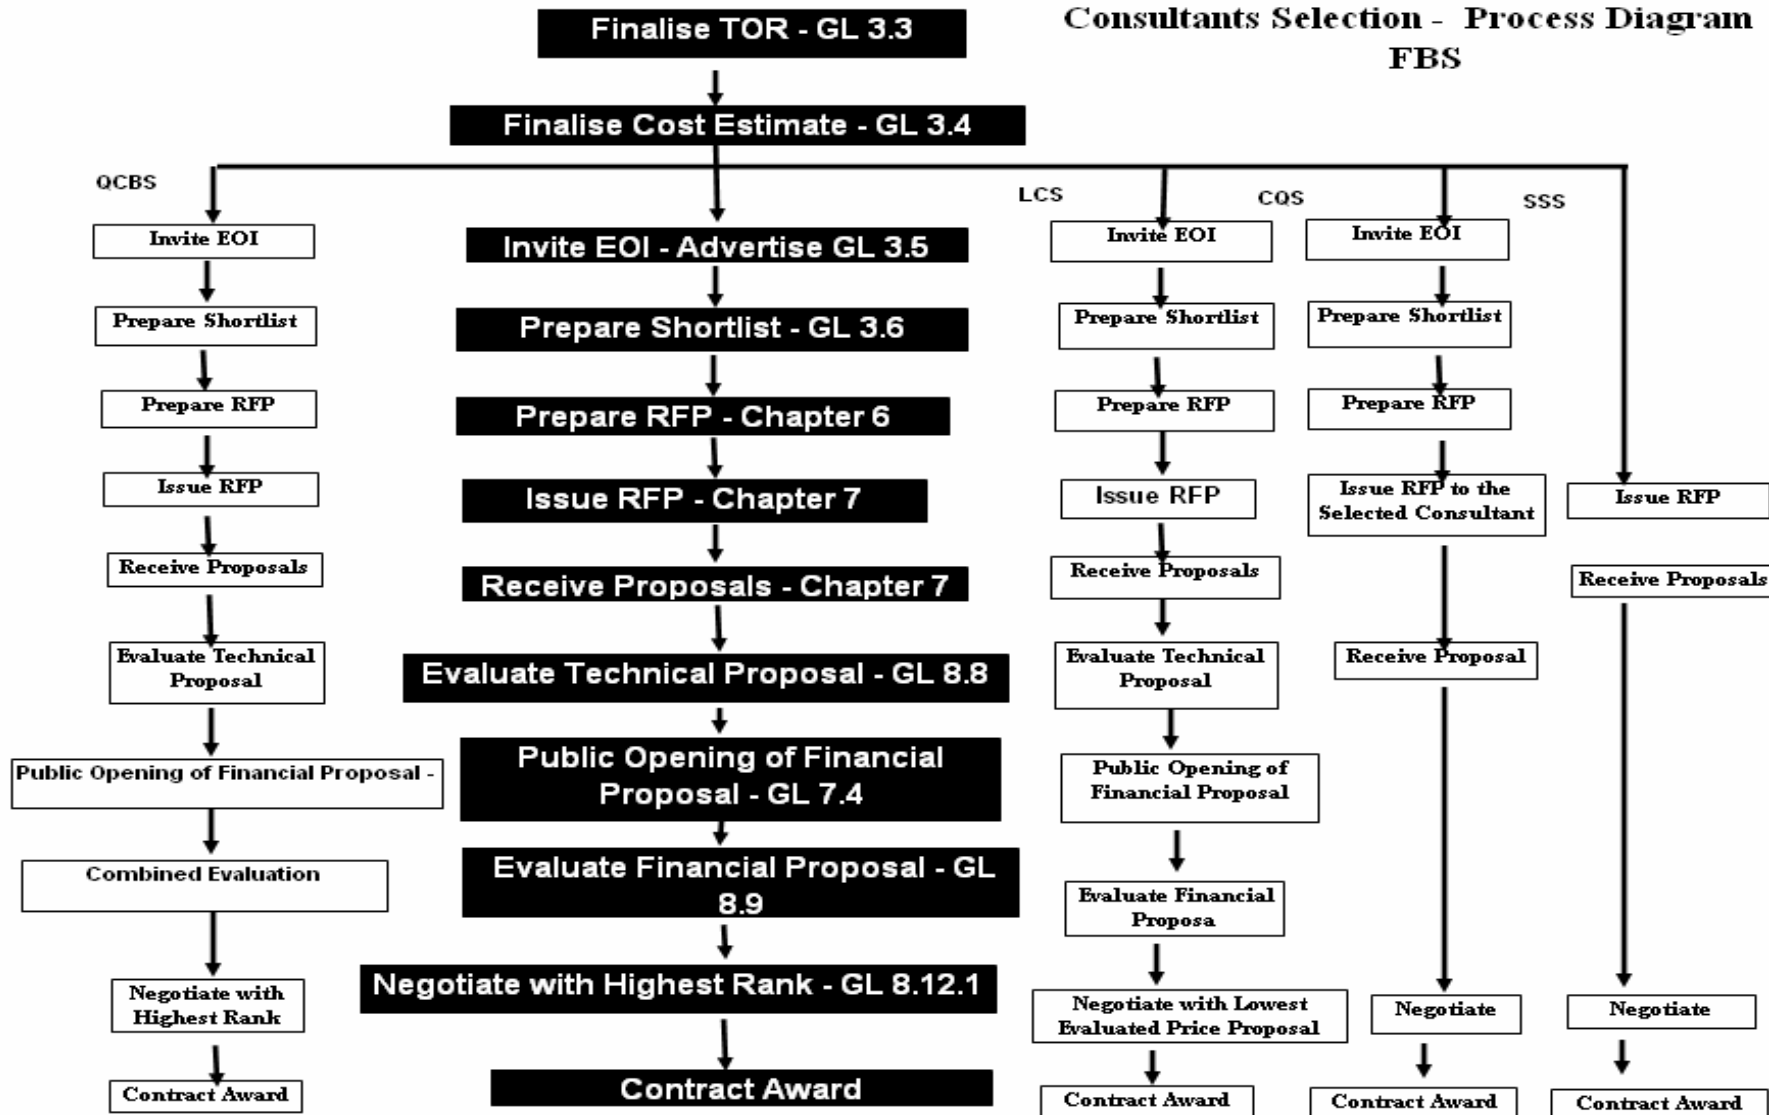 Consultants Selection - Process Diagram
FBS
Finalise TOR - GL 3.3
Finalise Cost Estimate - GL 3.4
QCBS
Invite EOI
Prepare Shortlist
Prepare RFP
Issue RFP
Receive Proposals
Evaluate Technical
Proposal
Public Opening of Financial Proposal -
Combined Evaluation
Negotiate with
Highest Rank
Contract Award
Invite EOI - Advertise GL 3.5
Prepare Shortlist - GL 3.6
Prepare RFP - Chapter 6
Issue RFP - Chapter 7
Receive Proposals - Chapter 7
Evaluate Technical Proposal - GL 8.8
Public Opening of Financial
Proposal - GL 7.4
Evaluate Financial Proposal - GL
8.9
Negotiate with Highest Rank - GL 8.12.1
Contract Award
LCS
Invite EOI
Prepare Shortlist
Prepare RFP
Issue RFP
Receive Proposals
Evaluate Technical
Proposal
Public Opening of
Financial Proposal
Evaluate Financial
Proposa
Negotiate with Lowest
Evaluated Price Proposal
Contract Award
CQS
Invite EOI
Prepare Shortlist
Prepare RFP
Issue RFP to the
Selected Consultant
Receive Proposal
Negotiate
Contract Award
SSS
Issue RFP
Receive Proposals
Negotiate
Contract Award